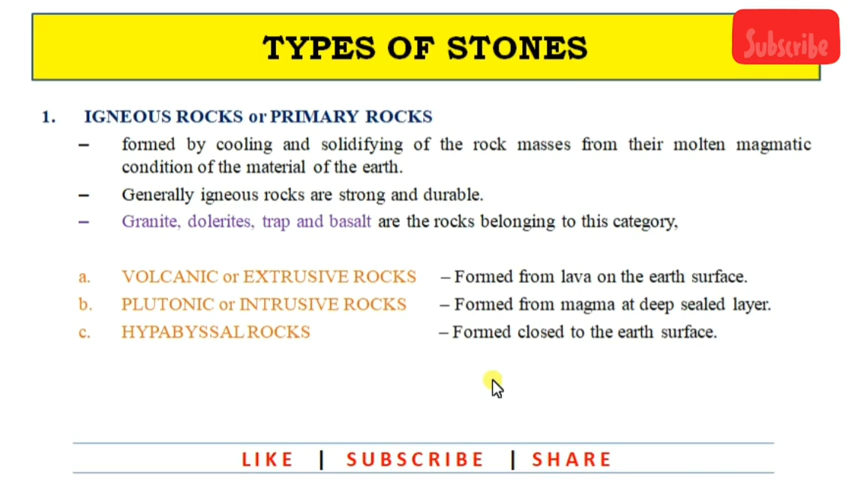 TYPES OF STONES
Subscribe
1. IGNEOUS ROCKS or PRIMARY ROCKS
– formed by cooling and solidifying of the rock masses from their molten magmatic
condition of the material of the earth.
– Generally igneous rocks are strong and durable.
– Granite, dolerites, trap and basalt are the rocks belonging to this category,
a. VOLCANIC or EXTRUSIVE ROCKS – Formed from lava on the earth surface.
b. PLUTONIC or INTRUSIVE ROCKS – Formed from magma at deep sealed layer.
c. HYPABYSSAL ROCKS – Formed closed to the earth surface.
LIKE | SUBSCRIBE | SHARE